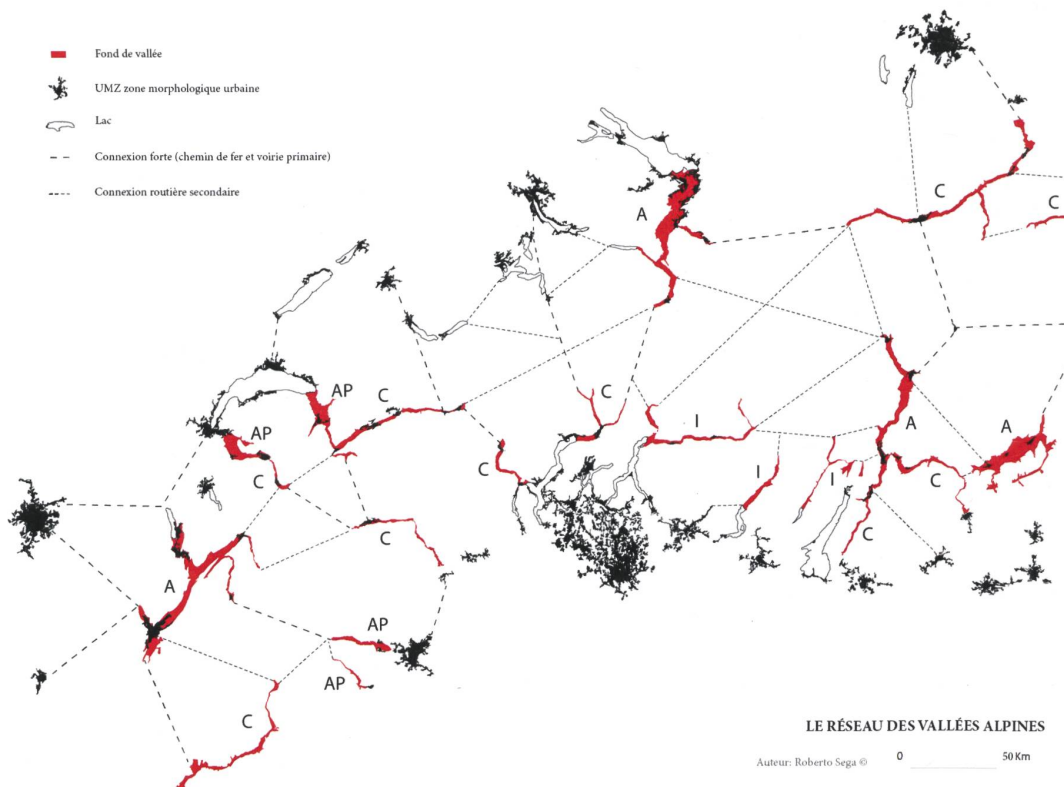 Fond de vallée
UMZ zone morphologique urbaine
Lac
Connexion forte (chemin de fer et voirie primaire)
Connexion routière secondaire
C
C
A
AP
C
C
I
A
A
AP
C
C
I
C
C
C
A
AP
AP
C
LE RÉSEAU DES VALLÉES ALPINES
Auteur: Roberto Sega ©
0
50 Km